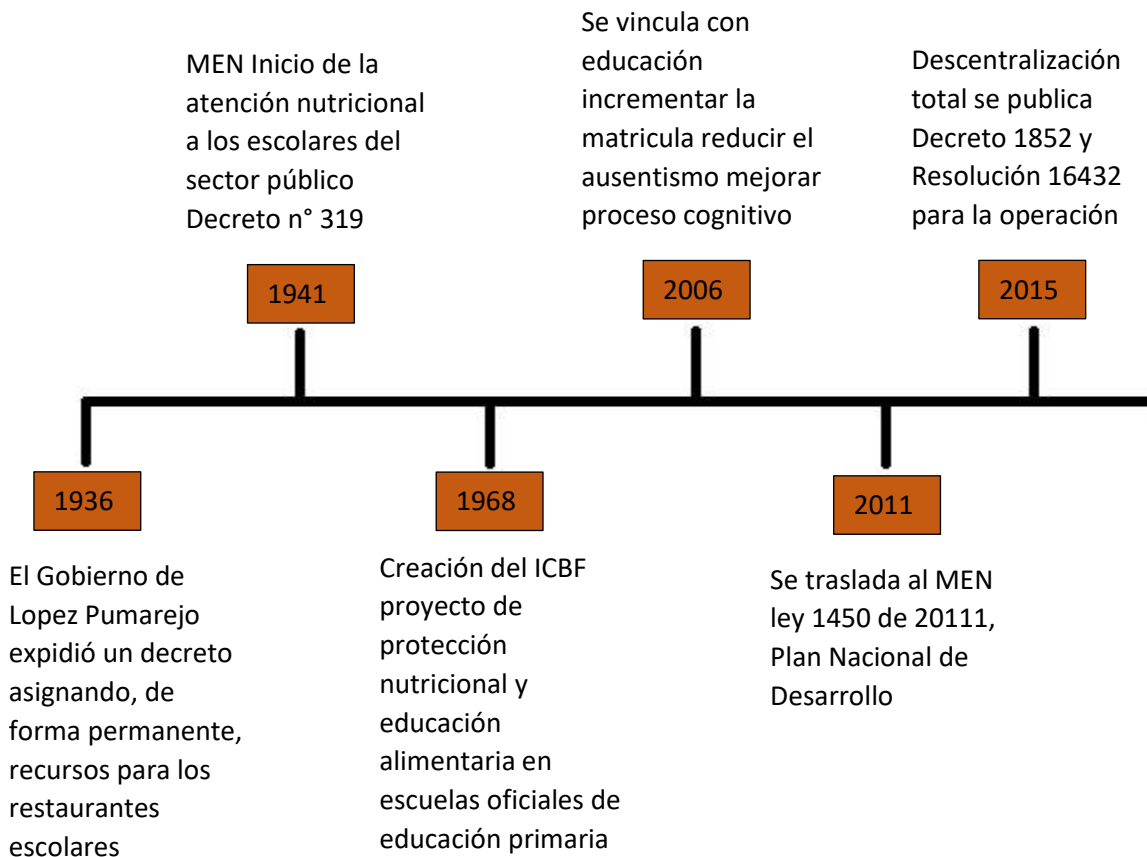 MEN Inicio de la
atención nutricional
a los escolares del
sector público
Decreto n° 319
Se vincula con
educación
incrementar la
matricula reducir el
ausentismo mejorar
proceso cognitivo
Descentralización
total se publica
Decreto 1852 y
Resolución 16432
para la operación
1941
2006
2015
1936
1968
2011
El Gobierno de
Lopez Pumarejo
expidió un decreto
asignando, de
forma permanente,
recursos para los
restaurantes
escolares
Creación del ICBF
proyecto de
protección
nutricional y
educación
alimentaria en
escuelas oficiales de
educación primaria
Se traslada al MEN
ley 1450 de 20111,
Plan Nacional de
Desarrollo